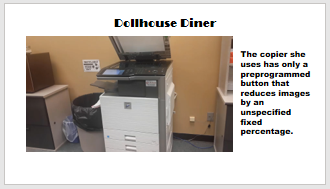 Dollhouse Diner
The copier she
uses has only a
preprogrammed
button that
reduces images
by an
unspecified
fixed
percentage.